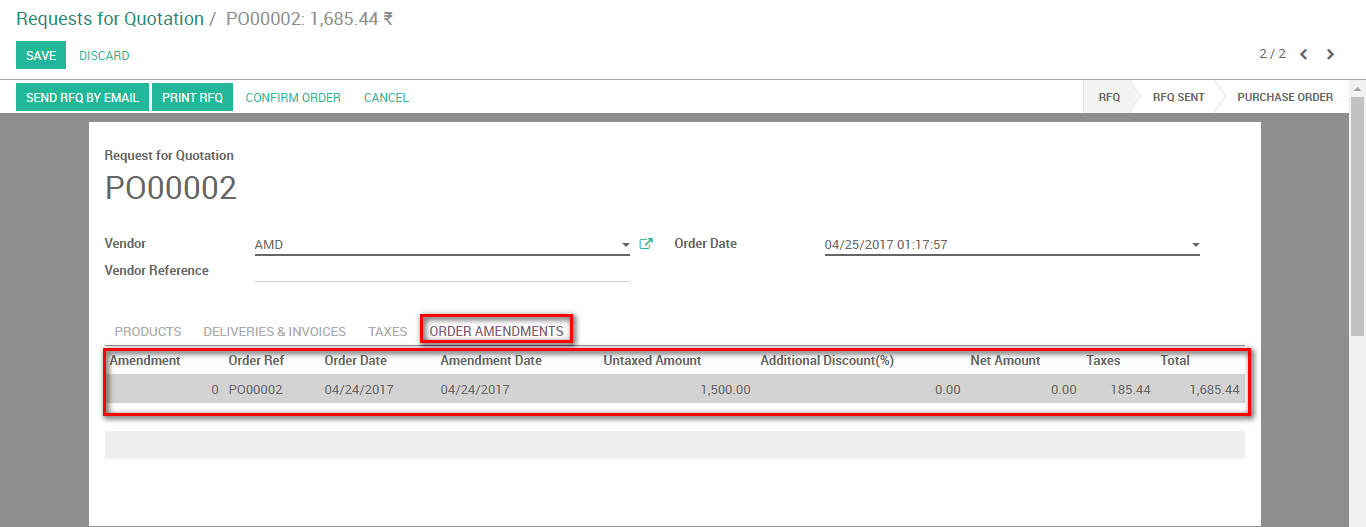 Requests for Quotation / PO00002: 1,685.44 ₹
SAVE DISCARD 2 / 2
SEND RFQ BY EMAIL PRINT RFQ CONFIRM ORDER CANCEL RFQ RFQ SENT PURCHASE ORDER
Request for Quotation
PO00002
Vendor AMD Order Date 04/25/2017 01:17:57
Vendor Reference
PRODUCTS DELIVERIES & INVOICES TAXES ORDER AMENDMENTS
Amendment Order Ref Order Date Amendment Date Untaxed Amount Additional Discount(%) Net Amount Taxes Total
0 PO00002 04/24/2017 04/24/2017 1,500.00 0.00 0.00 185.44 1,685.44